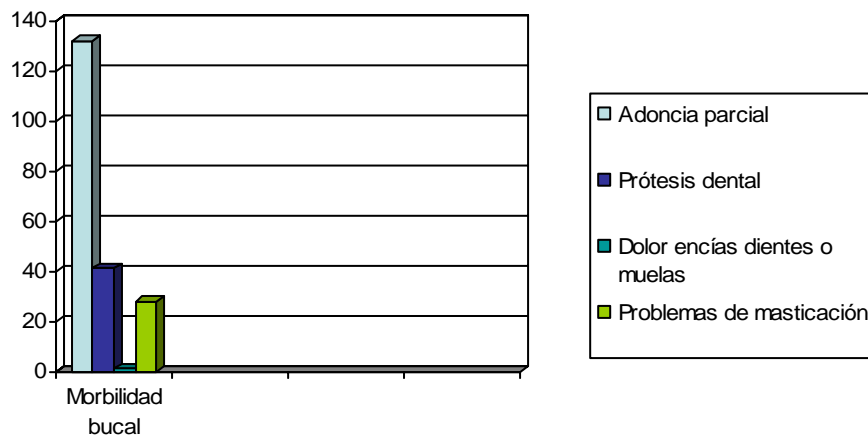 140
120
100
80
60
40
20
0
Morbilidad
bucal
Adoncia parcial
Prótesis dental
Dolor encías dientes o
muelas
Problemas de masticación